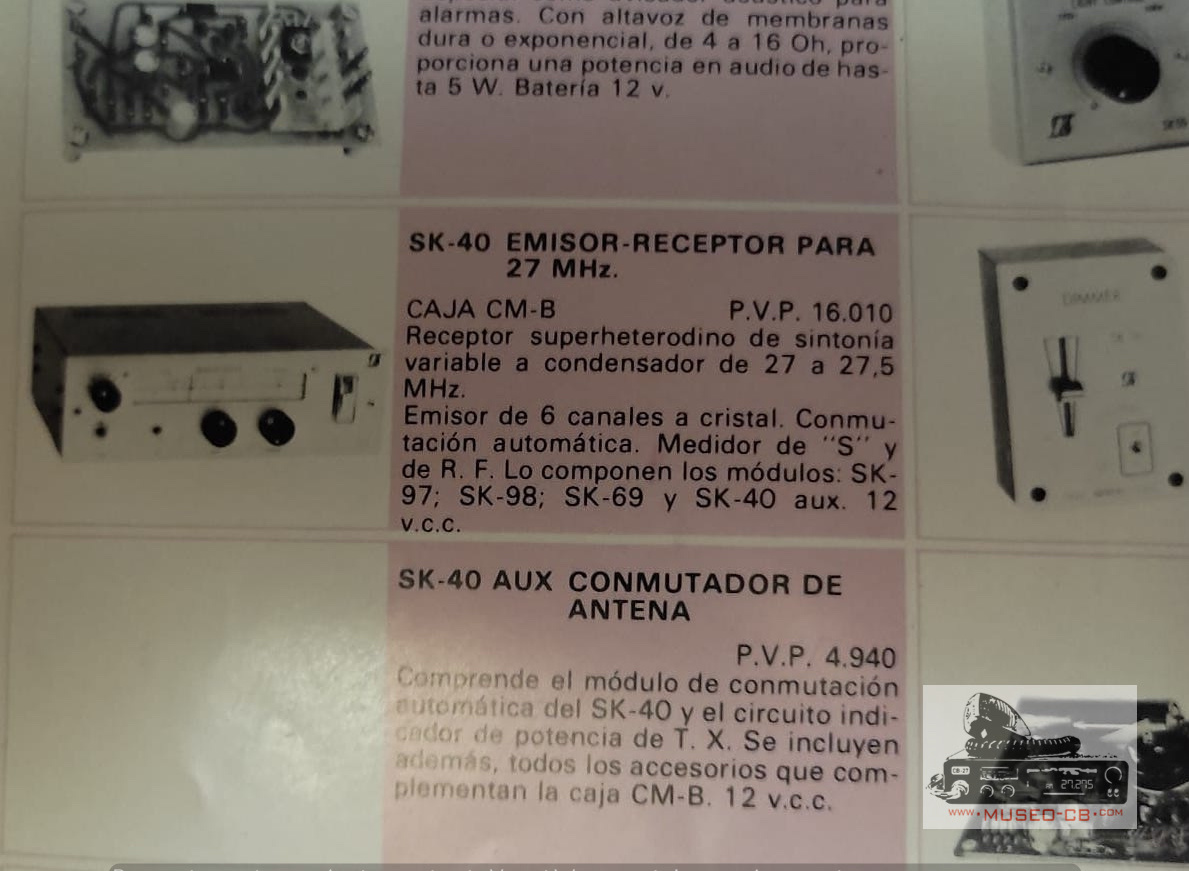 alarmas. Con altavoz de membranas
dura o exponencial, de 4 a 16 Oh, pro-
porciona una potencia en audio de has-
ta 5 W. Batería 12 v.
SK-40 EMISOR-RECEPTOR PARA
27 MHz.
CAJA CM-B P.V.P. 16.010
Receptor superheterodino de sintonía
variable a condensador de 27 a 27,5
MHz.
Emisor de 6 canales a cristal. Conmu-
tación automática. Medidor de "S" y
de R. F. Lo componen los módulos: SK-
97; SK-98; SK-69 y SK-40 aux. 12
v.c.c.
SK-40 AUX CONMUTADOR DE
ANTENA
P.V.P. 4.940
Comprende el módulo de conmutación
automática del SK-40 y el circuito indi-
cador de potencia de T. X. Se incluyen
además, todos los accesorios que com-
plementan la caja CM-B. 12 v.c.c.
DIMMER
CB-27
27.275
www.MUSEO-CB.COM